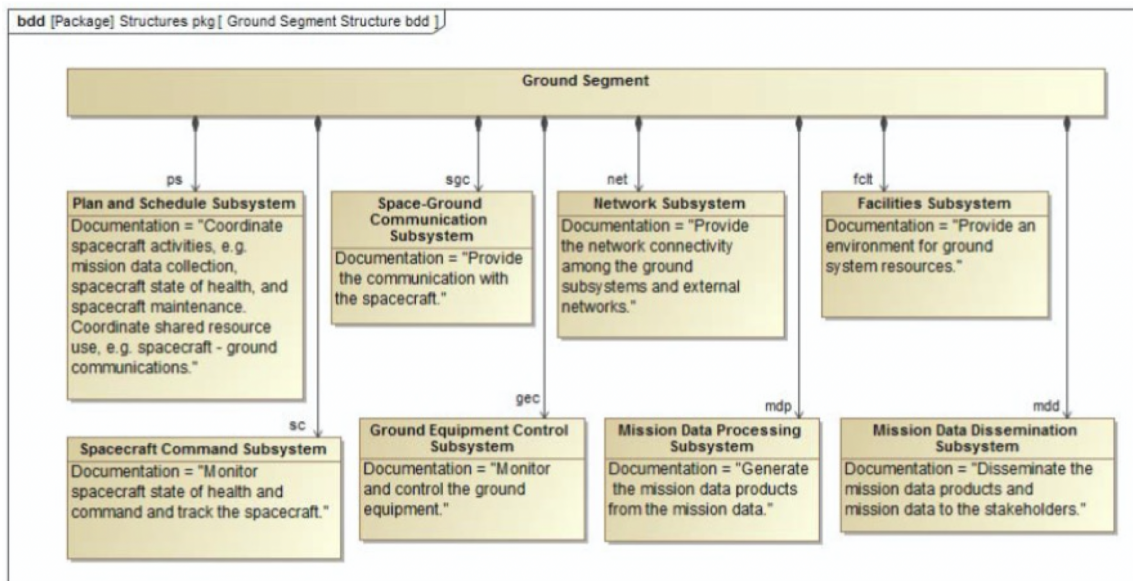 bdd [Package] Structures pkg [ Ground Segment Structure bdd ]
Ground Segment
ps
Plan and Schedule Subsystem
Documentation = "Coordinate
spacecraft activities, e.g.
mission data collection,
spacecraft state of health, and
spacecraft maintenance.
Coordinate shared resource
use, e.g. spacecraft - ground
communications."
sgc
Space-Ground
Communication
Subsystem
Documentation = "Provide
the communication with
the spacecraft."
net
Network Subsystem
Documentation = "Provide
the network connectivity
among the ground
subsystems and external
networks."
fclt
Facilities Subsystem
Documentation = "Provide an
environment for ground
system resources."
sc
Spacecraft Command Subsystem
Documentation = "Monitor
spacecraft state of health and
command and track the spacecraft."
gec
Ground Equipment Control
Subsystem
Documentation = "Monitor
and control the ground
equipment."
mdp
Mission Data Processing
Subsystem
Documentation = "Generate
the mission data products
from the mission data."
mdd
Mission Data Dissemination
Subsystem
Documentation = "Disseminate the
mission data products and
mission data to the stakeholders."